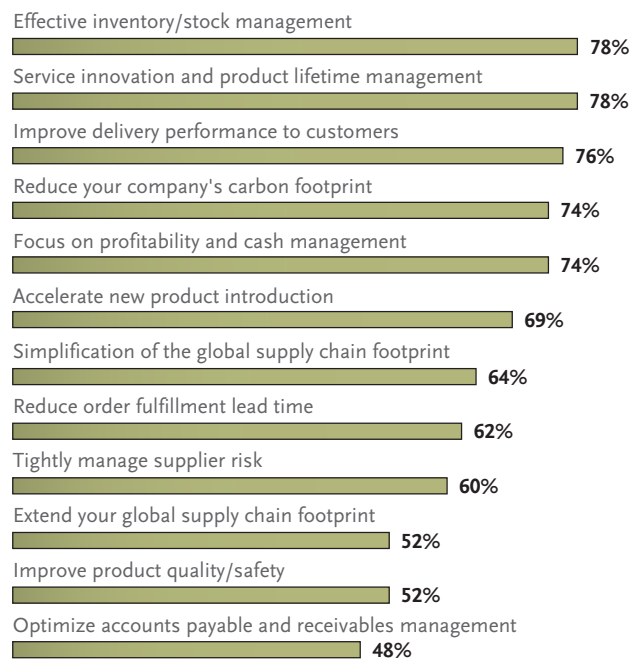 Effective inventory/stock management
78%
Service innovation and product lifetime management
78%
Improve delivery performance to customers
76%
Reduce your company's carbon footprint
74%
Focus on profitability and cash management
74%
Accelerate new product introduction
69%
Simplification of the global supply chain footprint
64%
Reduce order fulfillment lead time
62%
Tightly manage supplier risk
60%
Extend your global supply chain footprint
52%
Improve product quality/safety
52%
Optimize accounts payable and receivables management
48%